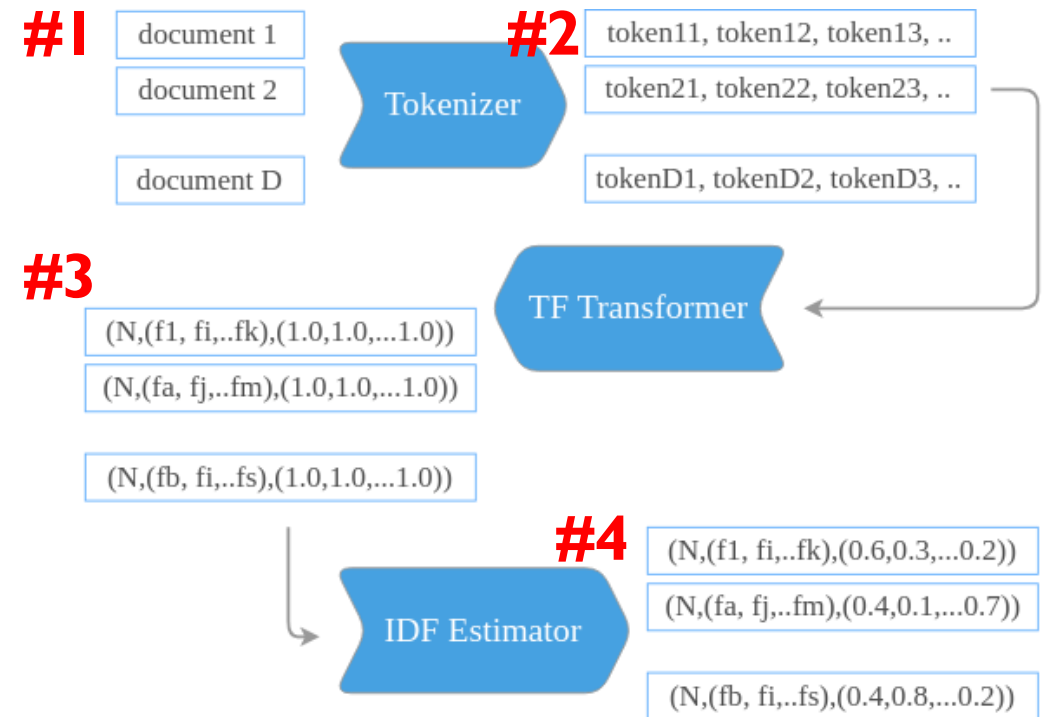 #1
document 1
document 2
document D
Tokenizer
#2
token11, token12, token13, ..
token21, token22, token23, ..
tokenD1, tokenD2, tokenD3, ..
TF Transformer
#3
(N,(f1, fi,..fk),(1.0,1.0,...1.0))
(N,(fa, fj,..fm),(1.0,1.0,...1.0))
(N,(fb, fi,..fs),(1.0,1.0,...1.0))
IDF Estimator
#4
(N,(f1, fi,..fk),(0.6,0.3,...0.2))
(N,(fa, fj,..fm),(0.4,0.1,...0.7))
(N,(fb, fi,..fs),(0.4,0.8,...0.2))